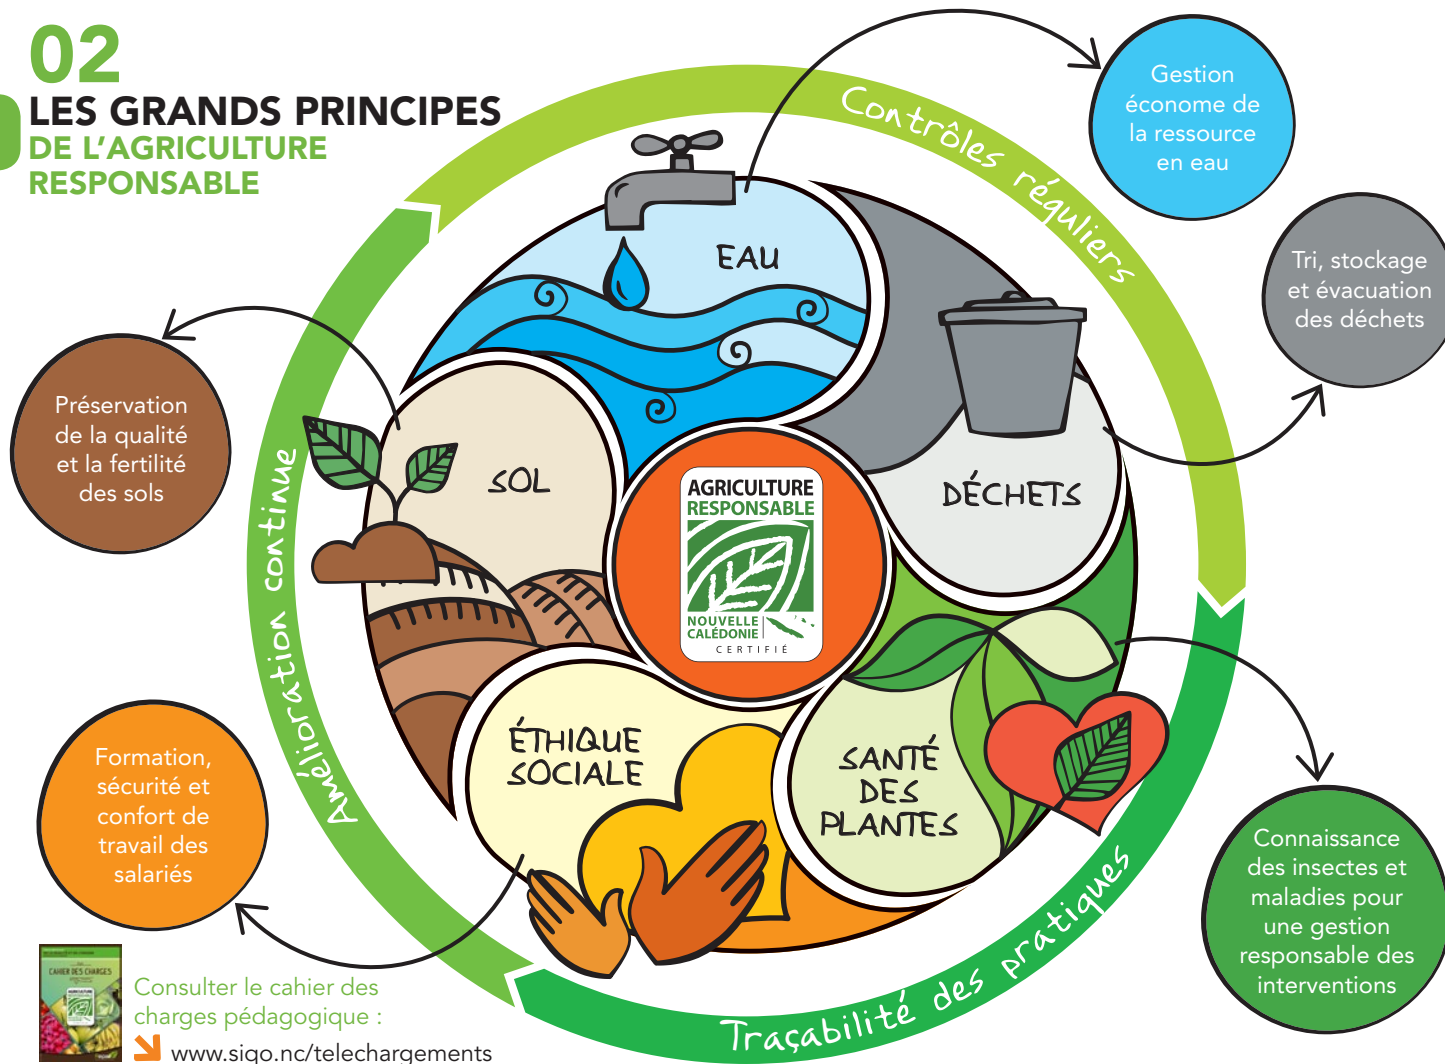 02
LES GRANDS PRINCIPES
DE L'AGRICULTURE
RESPONSABLE
Contrôles réguliers
Gestion
économe de
la ressource
en eau
EAU
Tri, stockage
et évacuation
des déchets
DÉCHETS
Préservation
de la qualité
et la fertilité
des sols
SOL
Amélioration continue
AGRICULTURE
RESPONSABLE
NOUVELLE
CALÉDONIE
CERTIFIÉ
ÉTHIQUE
SOCIALE
SANTÉ
DES
PLANTES
Formation,
sécurité et
confort de
travail des
salariés
Connaissance
des insectes et
maladies pour
une gestion
responsable des
interventions
Traçabilité des pratiques
CAHIER DES CHARGES
Consulter le cahier des
charges pédagogique :
www.siqo.nc/telechargements